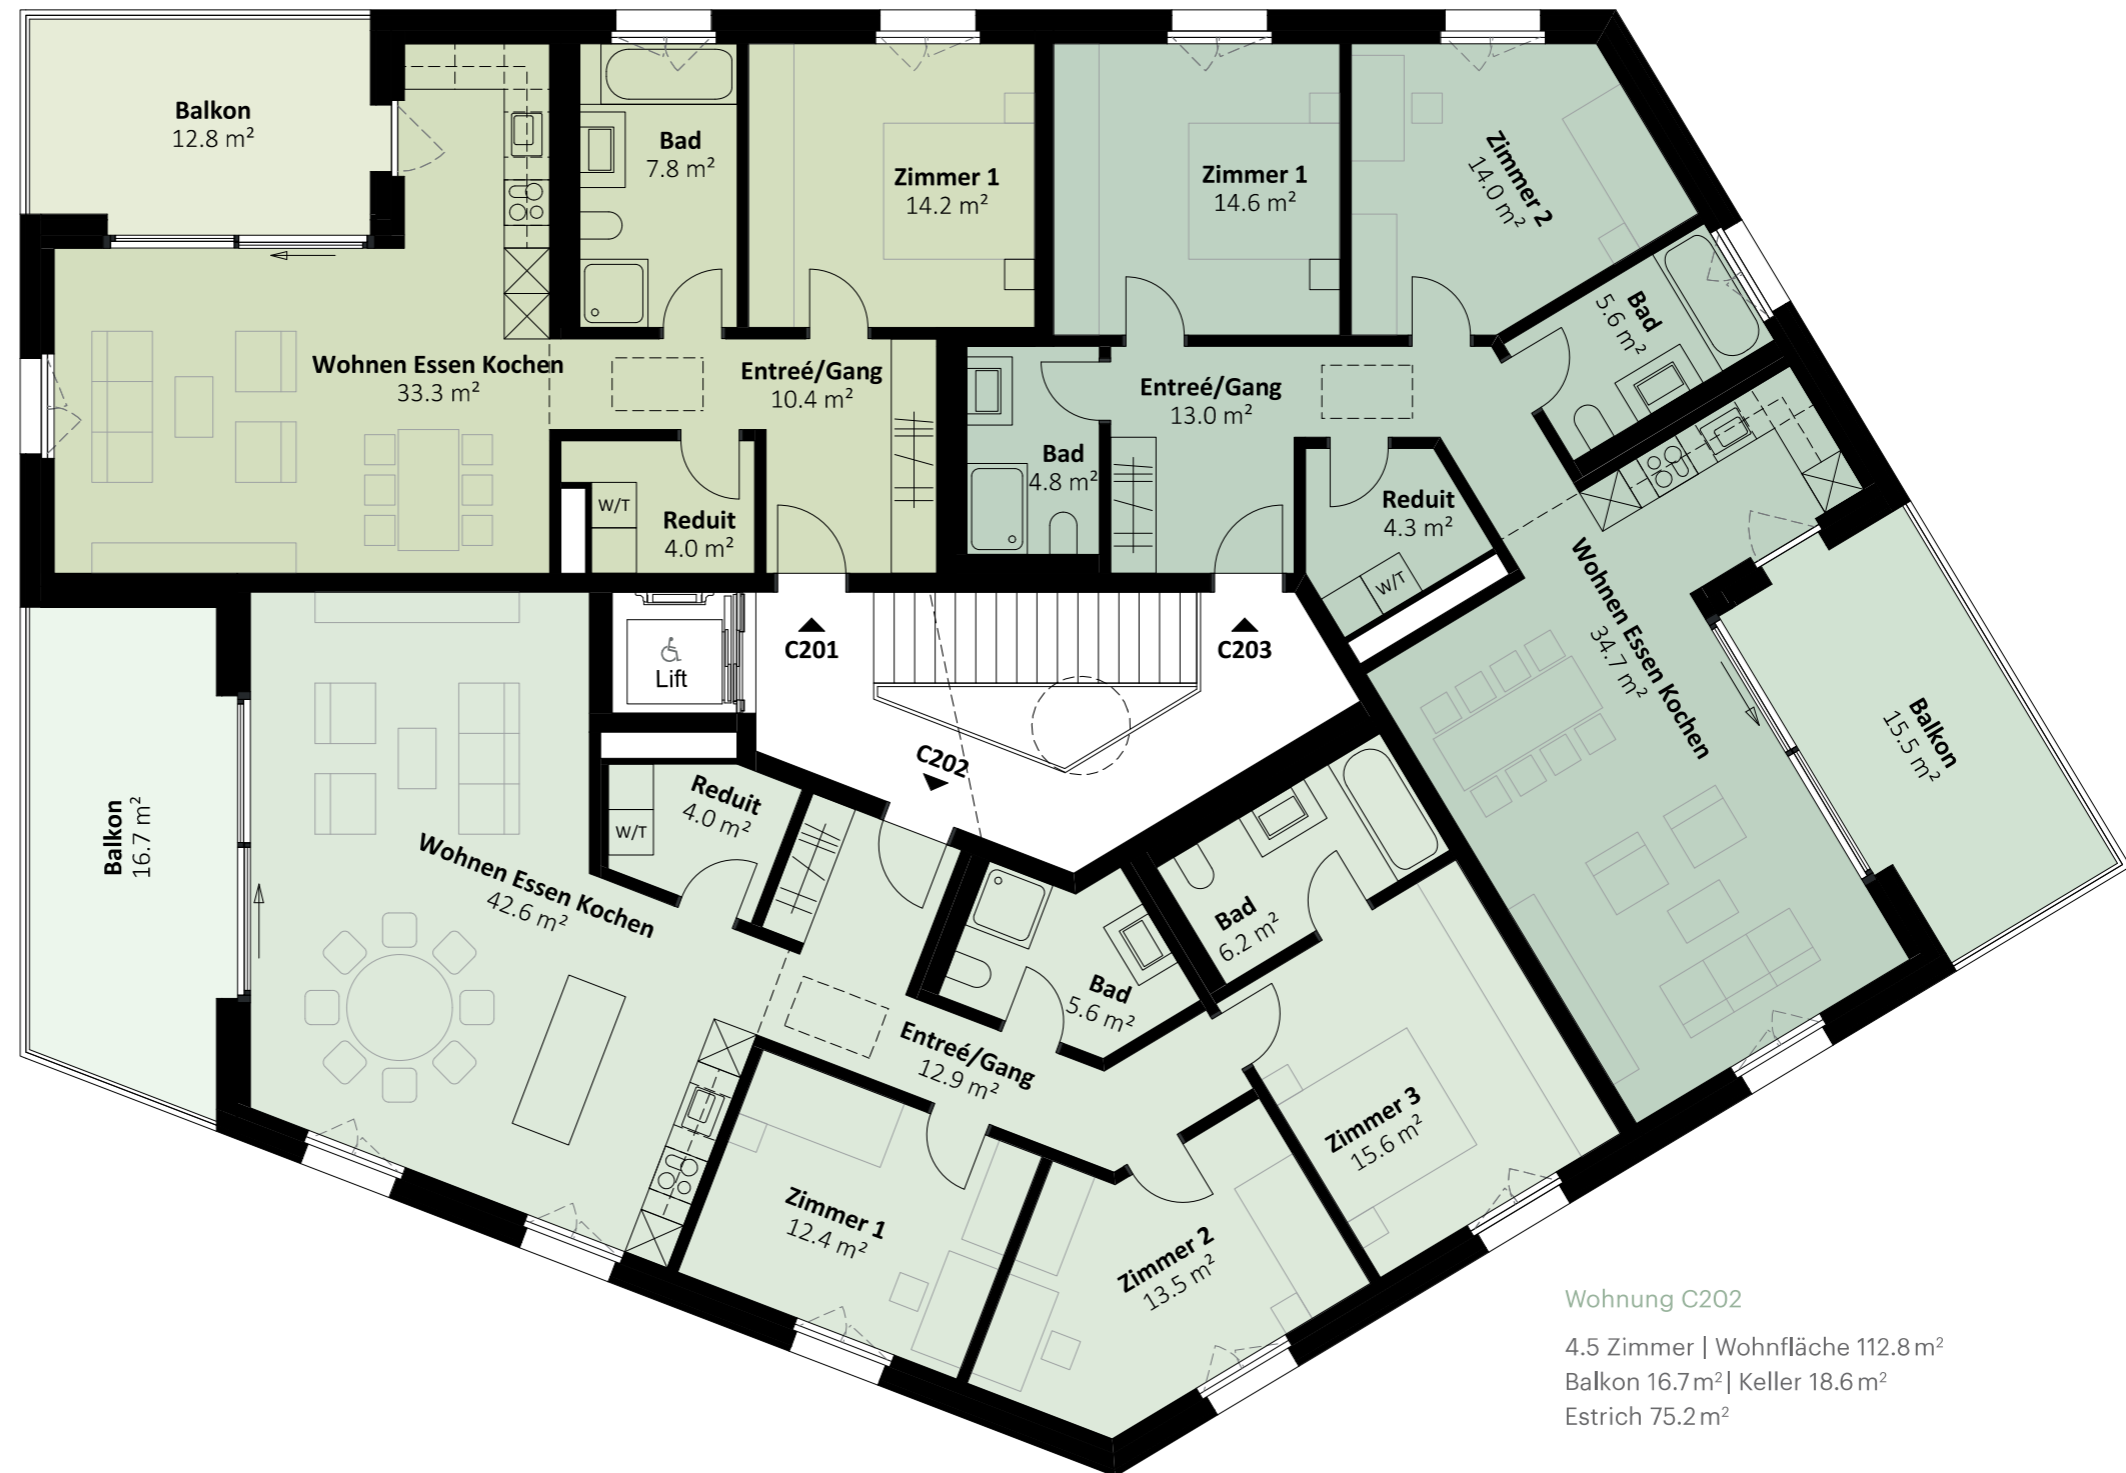 Balkon
12.8 m²
Bad
7.8 m²
Zimmer 1
14.2 m²
Zimmer 1
14.6 m²
Zimmer 2
14.0 m²
Bad
5.6 m²
Wohnen Essen Kochen
33.3 m²
Entreé/Gang
10.4 m²
Entreé/Gang
13.0 m²
Bad
4.8 m²
W/T
Reduit
4.0 m²
Reduit
4.3 m²
W/T
Wohnen Essen Kochen
34.7 m²
Balkon
15.5 m²
Lift
C201
C203
C202
Balkon
16.7 m²
Wohnen Essen Kochen
42.6 m²
Reduit
4.0 m²
W/T
Bad
5.6 m²
Bad
6.2 m²
Entreé/Gang
12.9 m²
Zimmer 1
12.4 m²
Zimmer 2
13.5 m²
Zimmer 3
15.6 m²
Wohnung C202
4.5 Zimmer | Wohnfläche 112.8 m²
Balkon 16.7 m² | Keller 18.6 m²
Estrich 75.2 m²